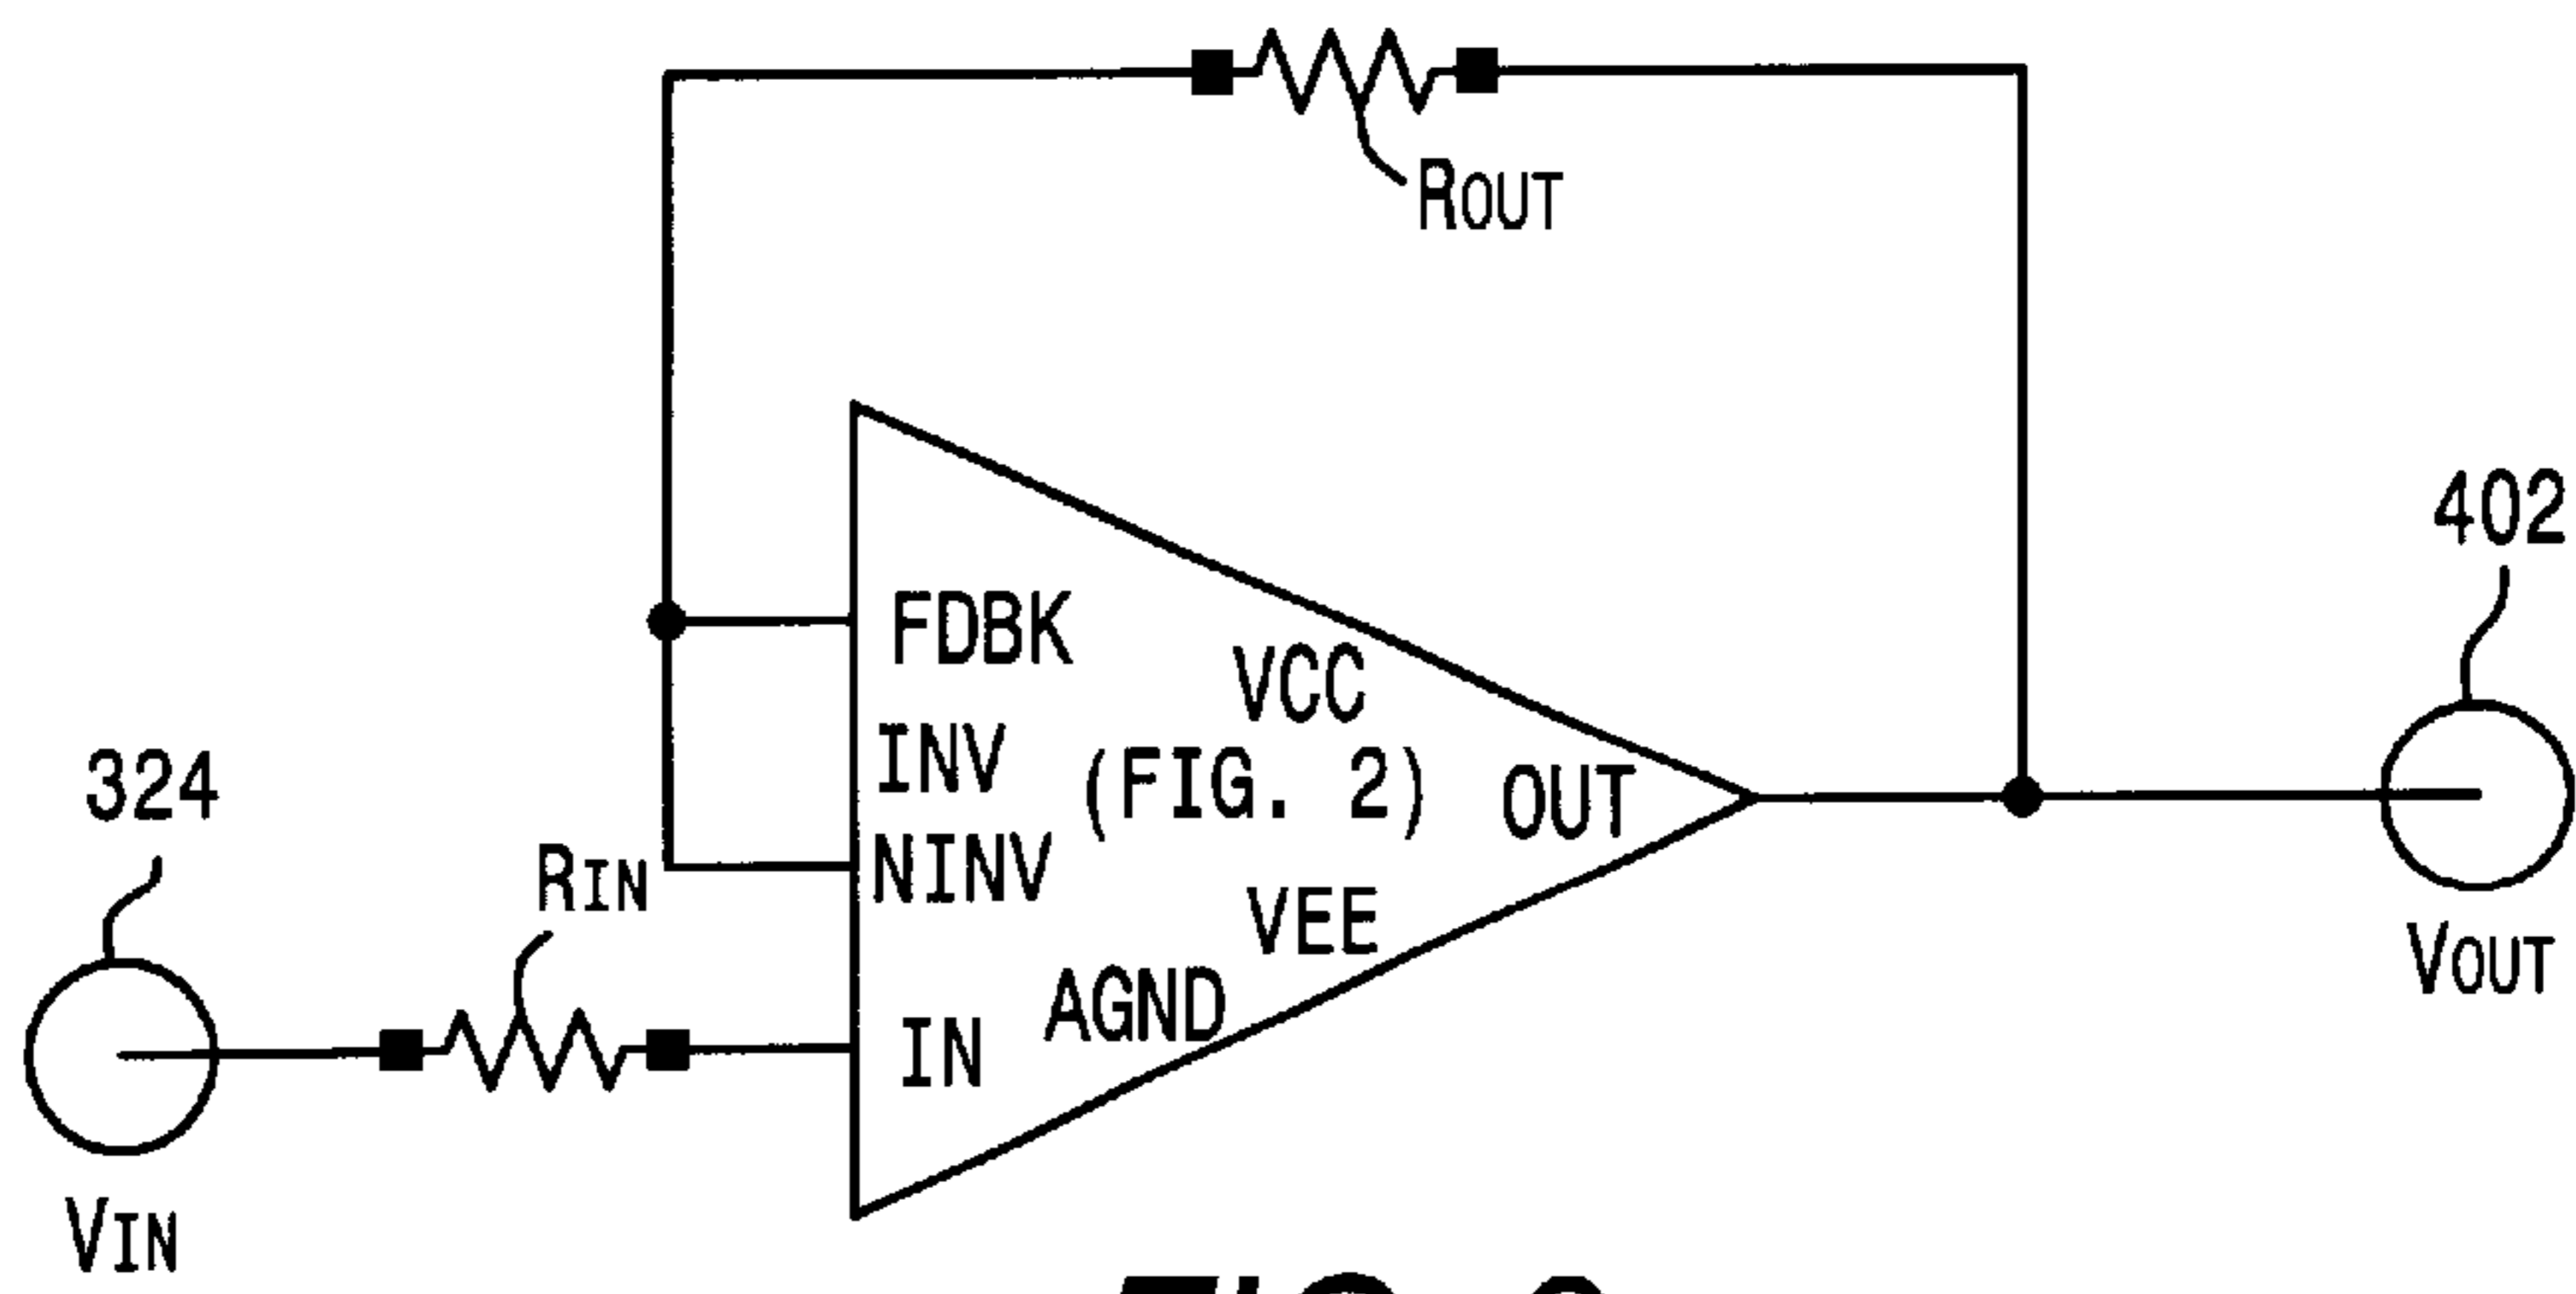 ROUT
402
FDBK
VCC
INV
(FIG. 2)
OUT
324
RIN
NINV
VEE
VOUT
AGND
IN
VIN